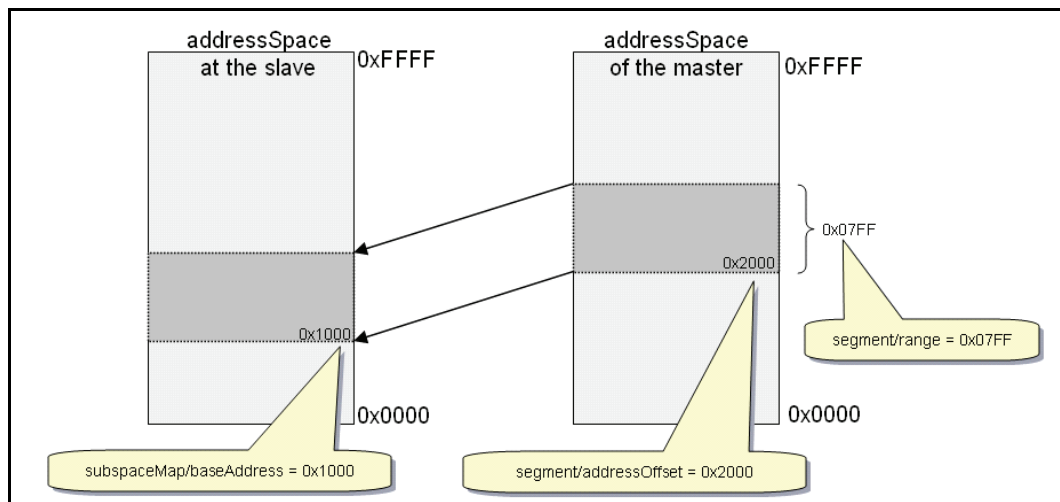 addressSpace
at the slave
0xFFFF
0x1000
0x0000
subspaceMap/baseAddress = 0x1000
addressSpace
of the master
0xFFFF
0x07FF
0x2000
segment/range = 0x07FF
0x0000
segment/addressOffset = 0x2000